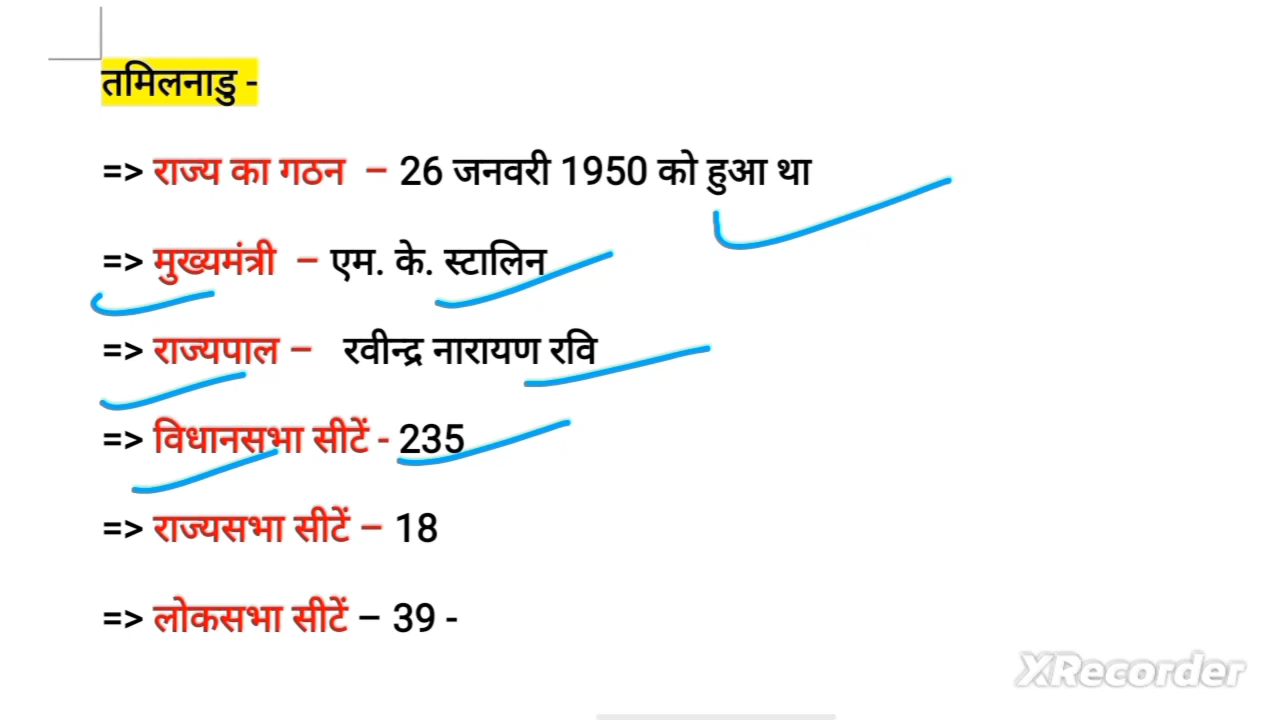 तमिलनाडु -
=> राज्य का गठन – 26 जनवरी 1950 को हुआ था
=> मुख्यमंत्री – एम. के. स्टालिन
=> राज्यपाल – रवीन्द्र नारायण रवि
=> विधानसभा सीटें - 235
=> राज्यसभा सीटें – 18
=> लोकसभा सीटें – 39 -
XRecorder